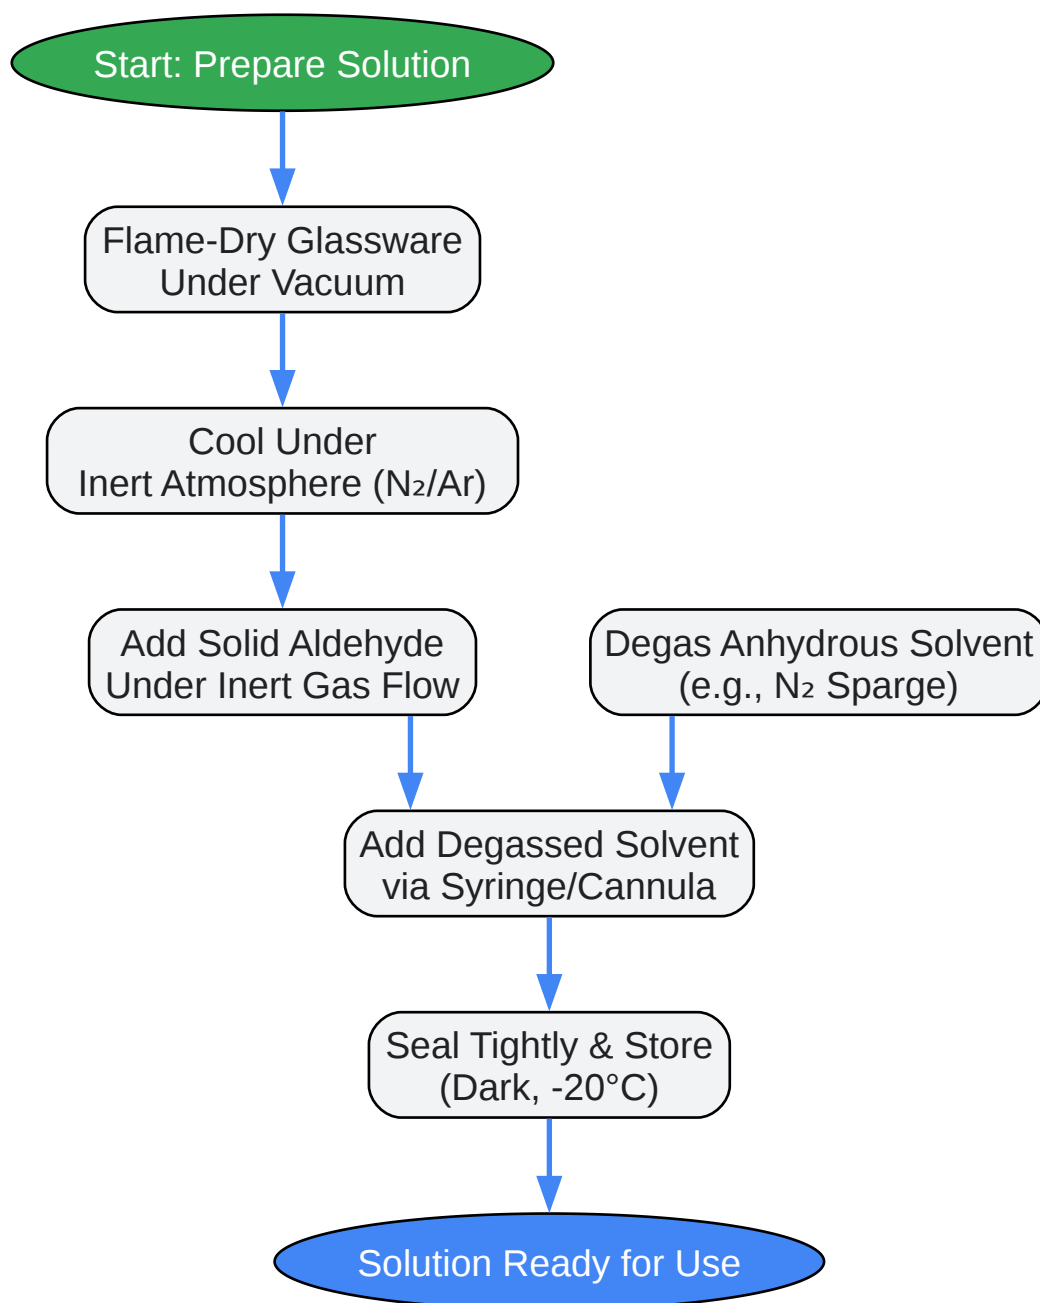 Start: Prepare Solution
Flame-Dry Glassware
Under Vacuum
Cool Under
Inert Atmosphere (N₂/Ar)
Add Solid Aldehyde
Under Inert Gas Flow
Degas Anhydrous Solvent
(e.g., N₂ Sparge)
Add Degassed Solvent
via Syringe/Cannula
Seal Tightly & Store
(Dark, -20°C)
Solution Ready for Use